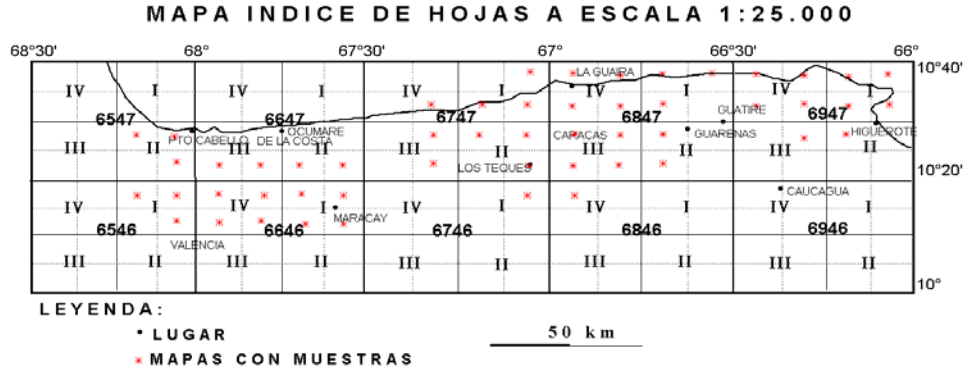 MAPA INDICE DE HOJAS A ESCALA 1:25.000
68°30' 68° 67°30' 67° 66°30' 66°
10°40'
LA GUAIRA
IV I IV I IV I IV I IV I
6547 6647 6747 6847 GUATIRE 6947
PTO CABELLO OCUMARE DE LA COSTA CARACAS GUARENAS HIGUEROTE
III II III II III II III II III II
LOS TEQUES 10°20'
CAUCAGUA
IV I IV I IV I IV I IV I
MARACAY
6546 6646 6746 6846 6946
VALENCIA
III II III II III II III II III II
10°
LEYENDA:
LUGAR
50 km
MAPAS CON MUESTRAS